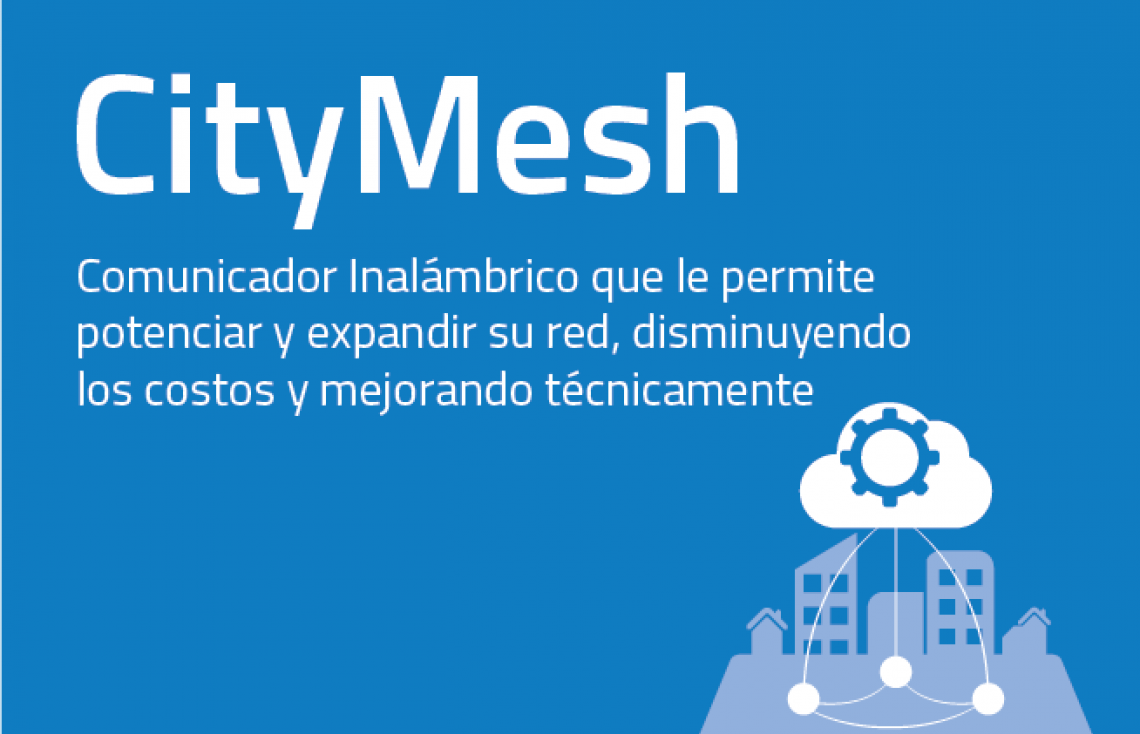 CityMesh
Comunicador Inalámbrico que le permite
potenciar y expandir su red, disminuyendo
los costos y mejorando técnicamente